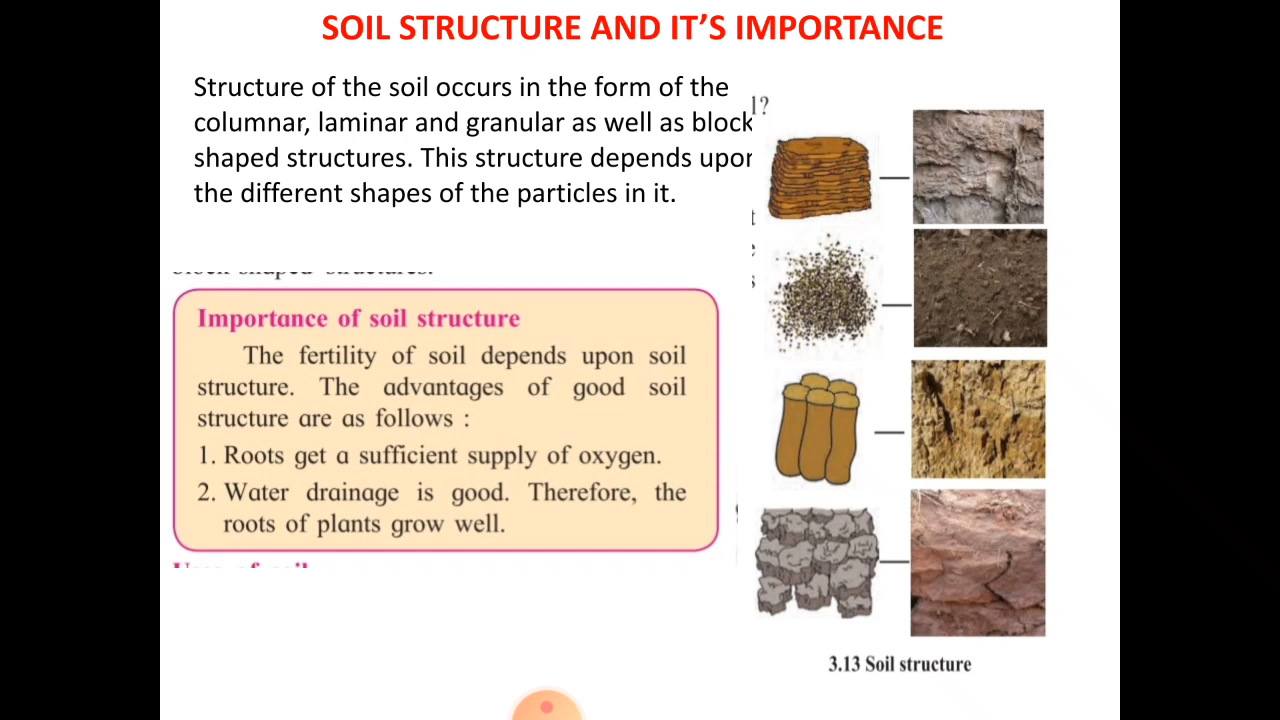 SOIL STRUCTURE AND IT'S IMPORTANCE
Structure of the soil occurs in the form of the
columnar, laminar and granular as well as block
shaped structures. This structure depends upon
the different shapes of the particles in it.
Importance of soil structure
The fertility of soil depends upon soil
structure. The advantages of good soil
structure are as follows :
1. Roots get a sufficient supply of oxygen.
2. Water drainage is good. Therefore, the
roots of plants grow well.
3.13 Soil structure